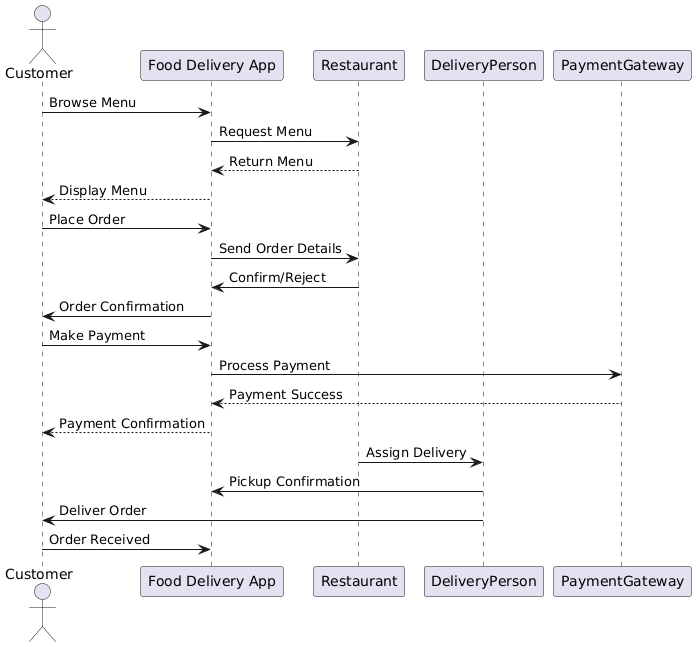 Customer
Food Delivery App
Restaurant
DeliveryPerson
PaymentGateway
Browse Menu
Request Menu
Return Menu
Display Menu
Place Order
Send Order Details
Confirm/Reject
Order Confirmation
Make Payment
Process Payment
Payment Success
Payment Confirmation
Assign Delivery
Pickup Confirmation
Deliver Order
Order Received
Customer
Food Delivery App
Restaurant
DeliveryPerson
PaymentGateway